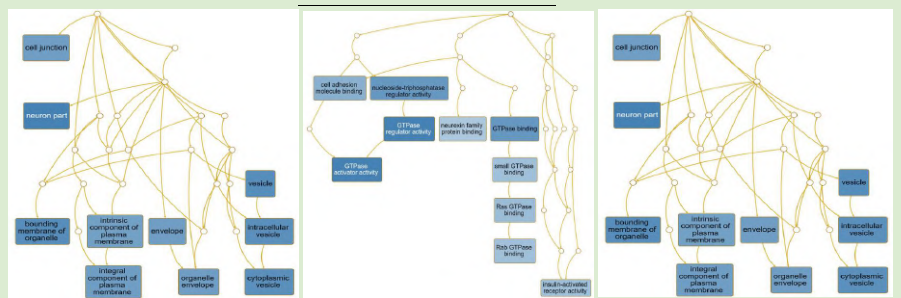 cell junction
neuron part
vesicle
bounding
membrane of
organelle
intrinsic
component of
plasma
membrane
envelope
intracellular
vesicle
integral
component of
plasma
membrane
organelle
envelope
cytoplasmic
vesicle
cell adhesion
molecule binding
nucleoside-triphosphatase
regulator activity
GTPase
regulator activity
neurexin family
protein binding
GTPase binding
GTPase
activator activity
small GTPase
binding
Ras GTPase
binding
Rab GTPase
binding
insulin-activated
receptor activity
cell junction
neuron part
vesicle
bounding
membrane of
organelle
intrinsic
component of
plasma
membrane
envelope
intracellular
vesicle
integral
component of
plasma
membrane
organelle
envelope
cytoplasmic
vesicle